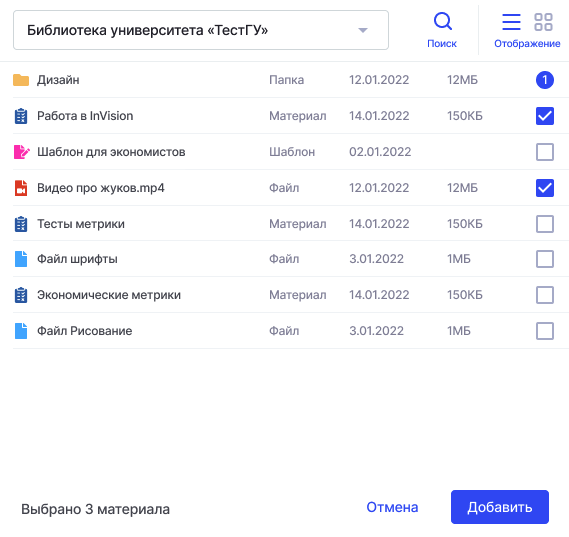 Библиотека университета «ТестГУ»
Поиск
Отображение
Дизайн Папка 12.01.2022 12МБ 1
Работа в InVision Материал 14.01.2022 150КБ
Шаблон для экономистов Шаблон 02.01.2022
Видео про жуков.mp4 Файл 12.01.2022 12МБ
Тесты метрики Материал 14.01.2022 150КБ
Файл шрифты Файл 3.01.2022 1МБ
Экономические метрики Материал 14.01.2022 150КБ
Файл Рисование Файл 3.01.2022 1МБ
Выбрано 3 материала Отмена Добавить